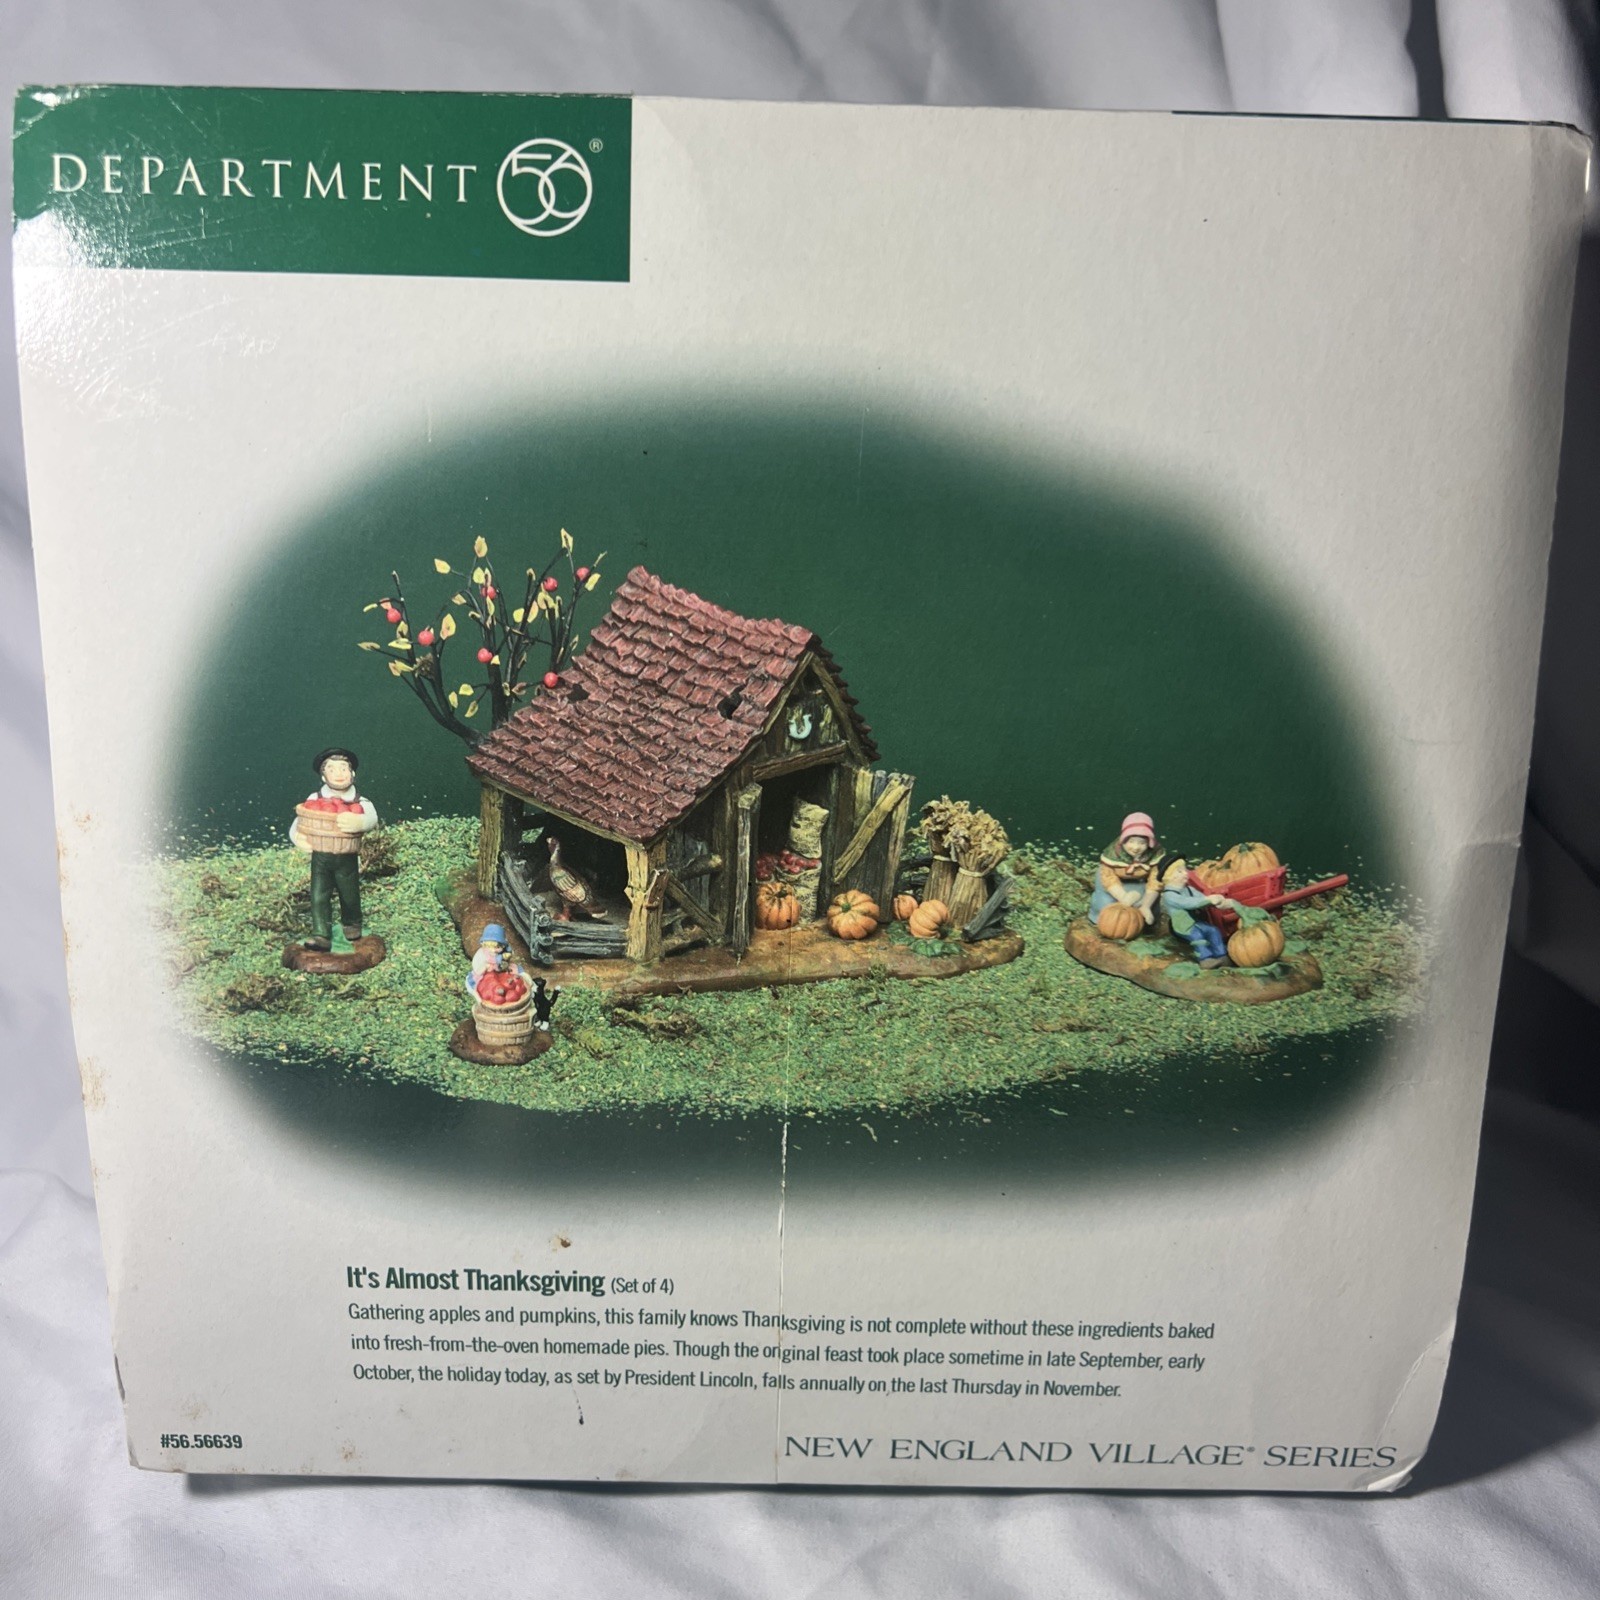 DEPARTMENT 56®
It's Almost Thanksgiving (Set of 4)
Gathering apples and pumpkins, this family knows Thanksgiving is not complete without these ingredients baked
into fresh-from-the-oven homemade pies. Though the original feast took place sometime in late September, early
October, the holiday today, as set by President Lincoln, falls annually on the last Thursday in November.
#56.56639
NEW ENGLAND VILLAGE® SERIES